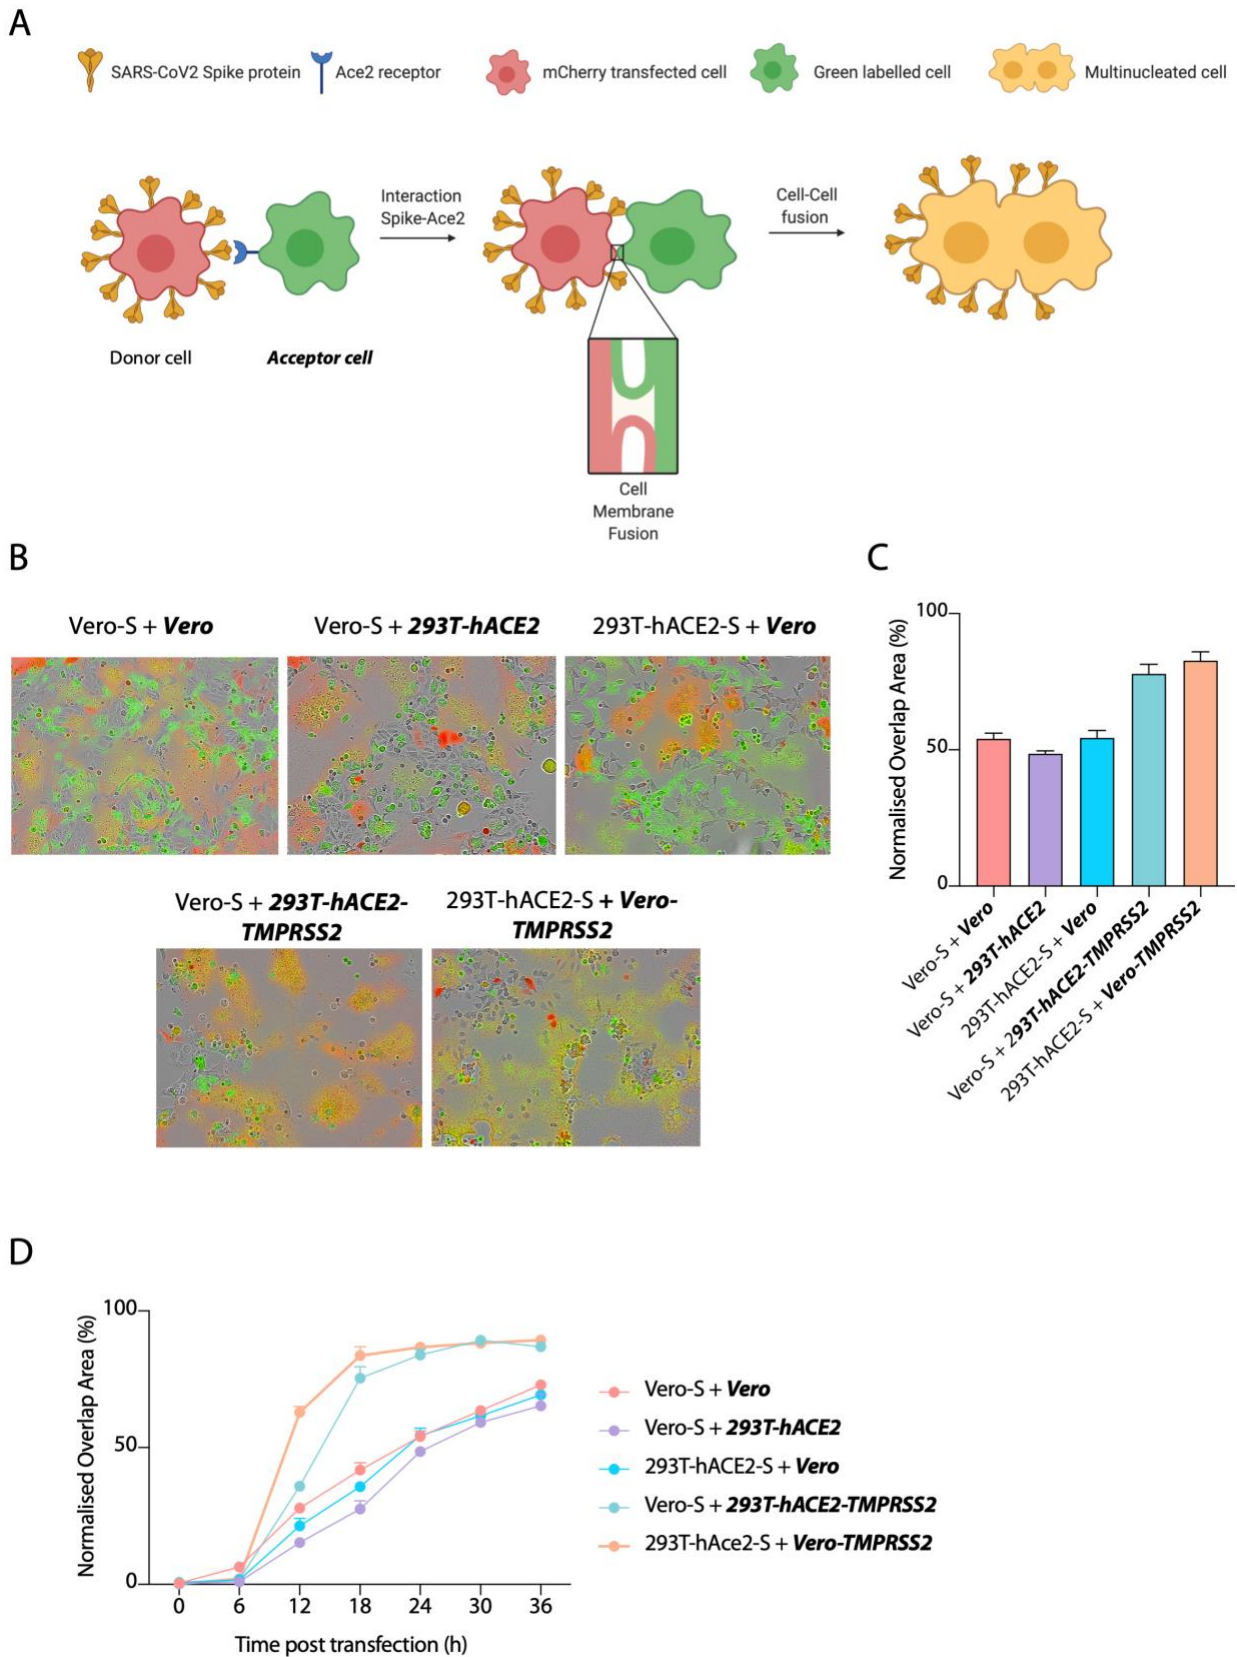 A
SARS-CoV2 Spike protein
Ace2 receptor
mCherry transfected cell
Green labelled cell
Multinucleated cell
Interaction
Spike-Ace2
Cell-Cell
fusion
Donor cell
Acceptor cell
Cell
Membrane
Fusion
B
Vero-S + Vero
Vero-S + 293T-hACE2
293T-hACE2-S + Vero
Vero-S + 293T-hACE2-
TMPRSS2
293T-hACE2-S + Vero-
TMPRSS2
C
Normalised Overlap Area (%)
100
50
0
Vero-S + Vero
Vero-S + 293T-hACE2
293T-hACE2-S + Vero
Vero-S + 293T-hACE2-TMPRSS2
293T-hACE2-S + Vero-TMPRSS2
D
Normalised Overlap Area (%)
100
50
0
0 6 12 18 24 30 36
Time post transfection (h)
Vero-S + Vero
Vero-S + 293T-hACE2
293T-hACE2-S + Vero
Vero-S + 293T-hACE2-TMPRSS2
293T-hAce2-S + Vero-TMPRSS2